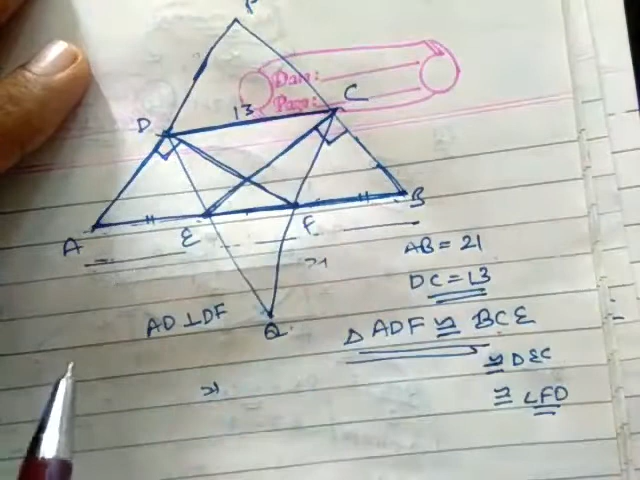 P
Date:
Page:
13
D
C
B
A
E
F
21
AB = 21
DC = 13
AD ⊥ DF
Q
Δ ADF ≅ BCE
≅ DEC
≅ CFD